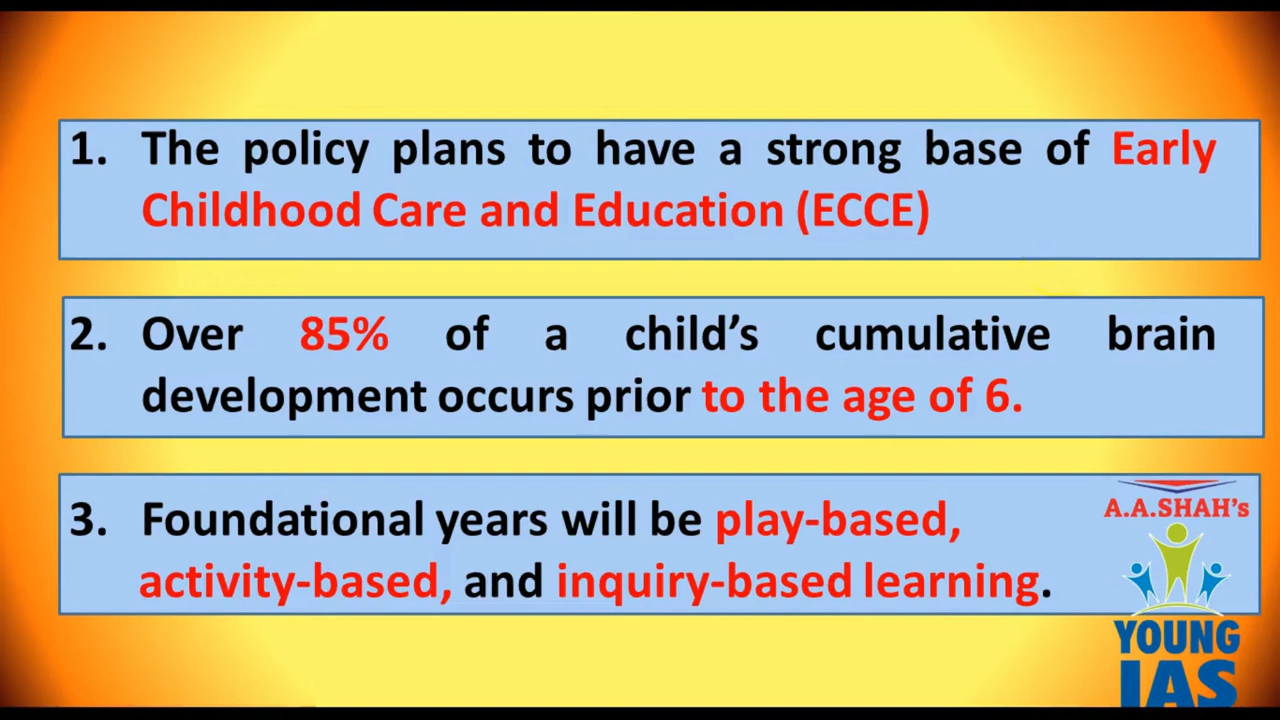 1. The policy plans to have a strong base of Early
Childhood Care and Education (ECCE)
2. Over 85% of a child’s cumulative brain
development occurs prior to the age of 6.
3. Foundational years will be play-based,
activity-based, and inquiry-based learning.
A.A.SHAH’s
YOUNG
IAS